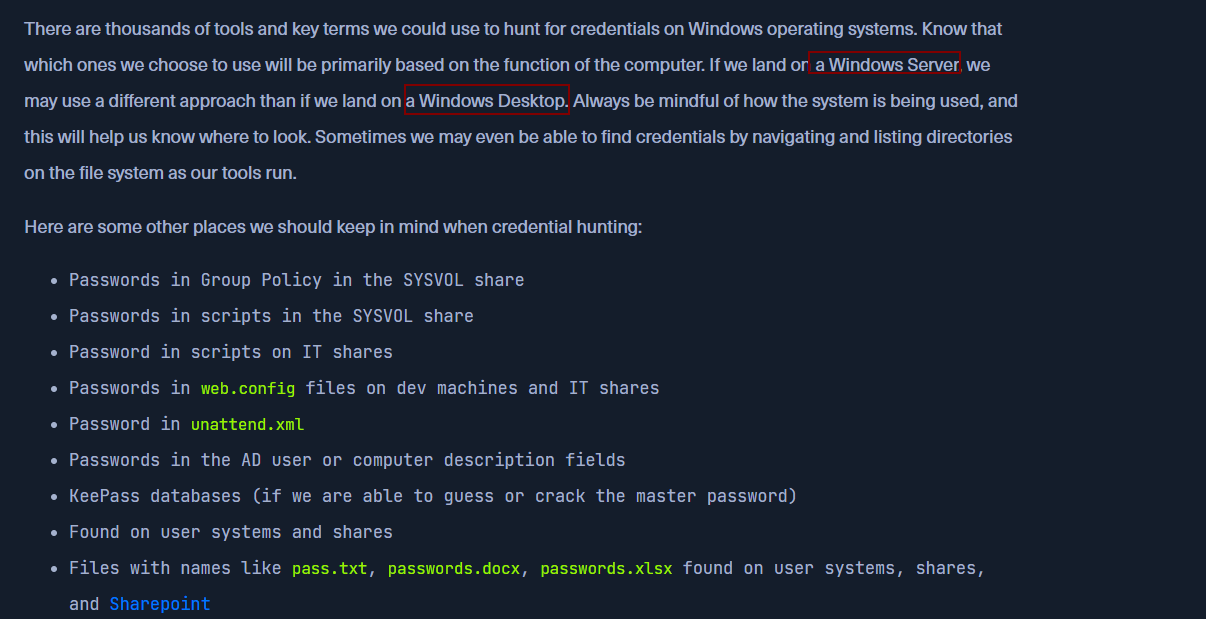 There are thousands of tools and key terms we could use to hunt for credentials on Windows operating systems. Know that
which ones we choose to use will be primarily based on the function of the computer. If we land on a Windows Server, we
may use a different approach than if we land on a Windows Desktop. Always be mindful of how the system is being used, and
this will help us know where to look. Sometimes we may even be able to find credentials by navigating and listing directories
on the file system as our tools run.
Here are some other places we should keep in mind when credential hunting:
• Passwords in Group Policy in the SYSVOL share
• Passwords in scripts in the SYSVOL share
• Password in scripts on IT shares
• Passwords in web.config files on dev machines and IT shares
• Password in unattend.xml
• Passwords in the AD user or computer description fields
• KeePass databases (if we are able to guess or crack the master password)
• Found on user systems and shares
• Files with names like pass.txt, passwords.docx, passwords.xlsx found on user systems, shares,
and Sharepoint